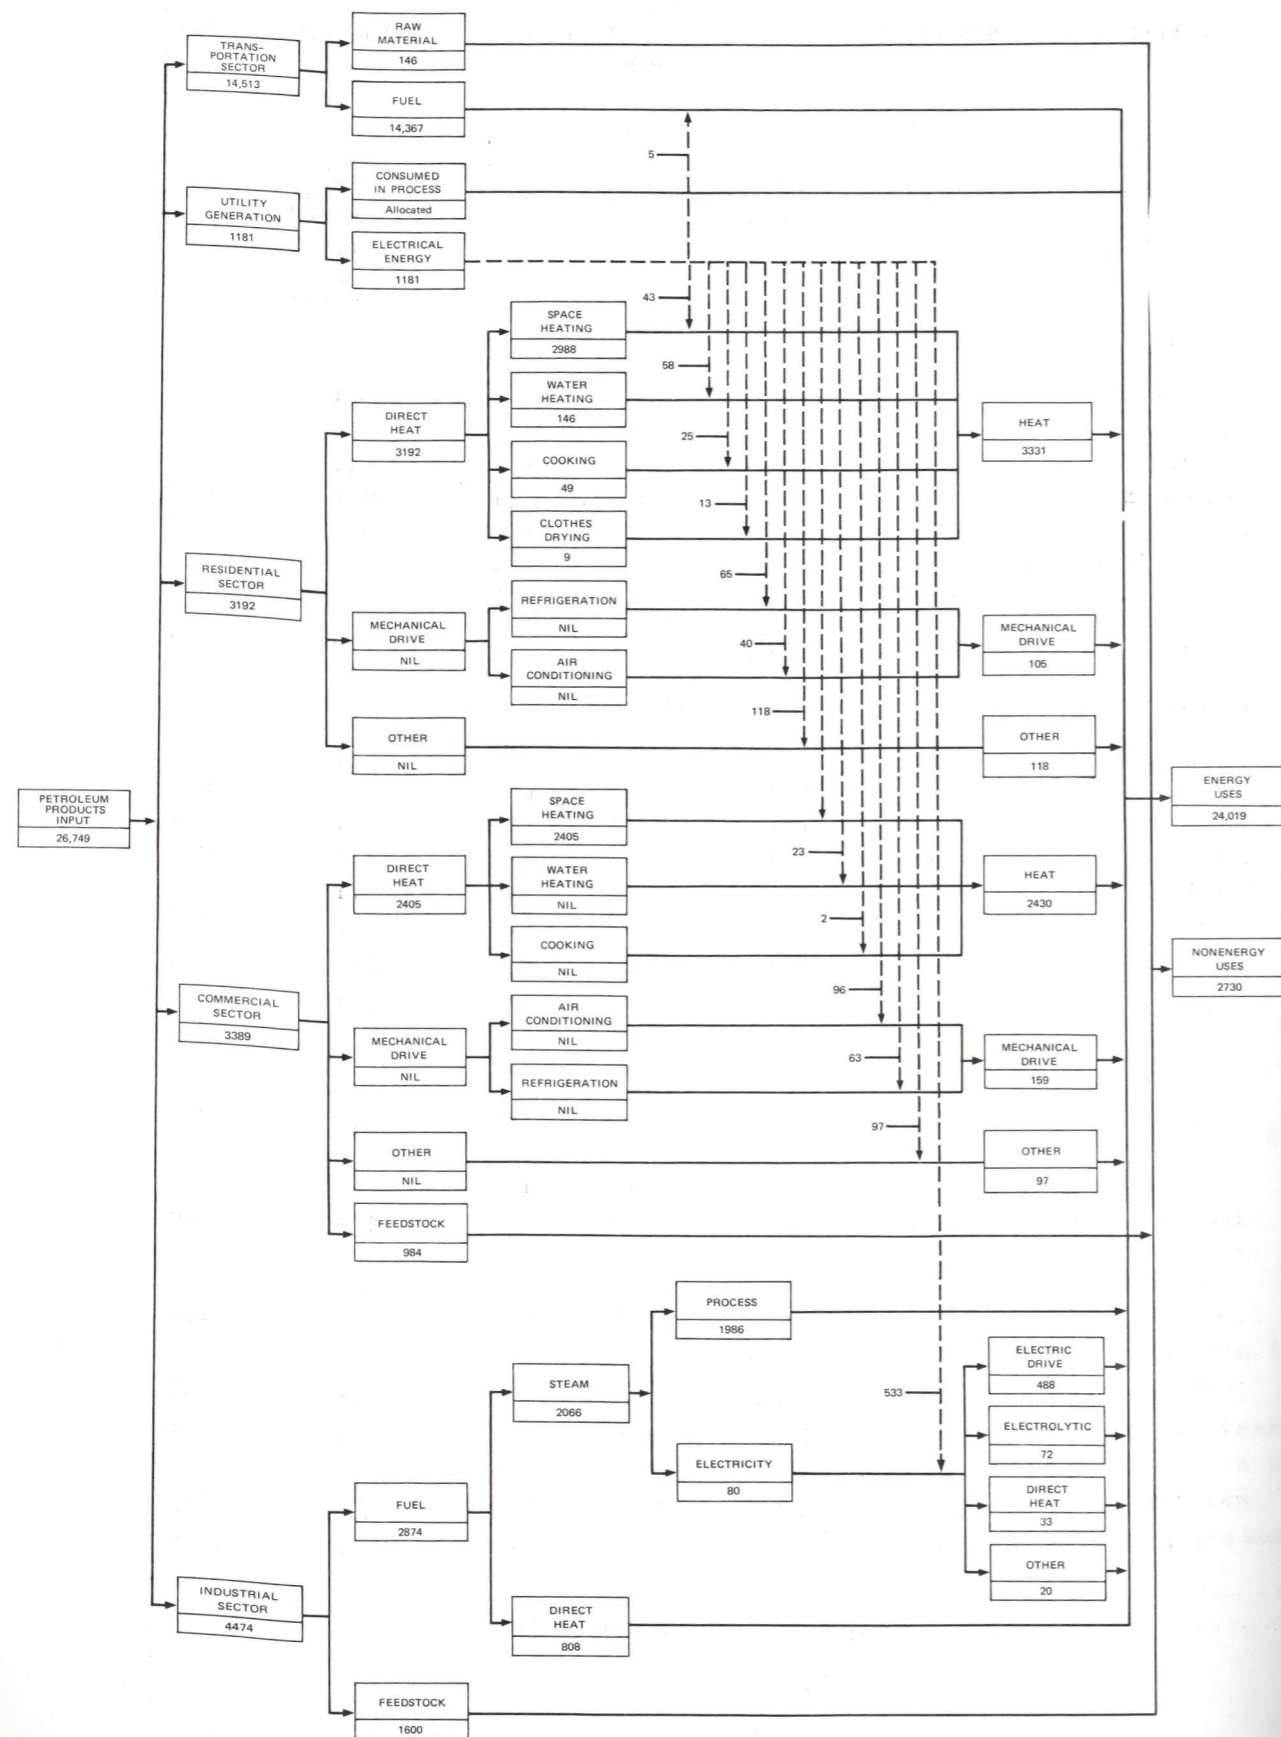 RAW
MATERIAL
146
TRANS-
PORTATION
SECTOR
14,513
FUEL
14,367
5
CONSUMED
IN PROCESS
Allocated
UTILITY
GENERATION
1181
ELECTRICAL
ENERGY
1181
43
SPACE
HEATING
2988
58
WATER
HEATING
146
DIRECT
HEAT
3192
HEAT
3331
25
COOKING
49
13
CLOTHES
DRYING
9
RESIDENTIAL
SECTOR
3192
65
REFRIGERATION
NIL
MECHANICAL
DRIVE
NIL
40
MECHANICAL
DRIVE
105
AIR
CONDITIONING
NIL
118
OTHER
NIL
OTHER
118
PETROLEUM
PRODUCTS
INPUT
26,749
ENERGY
USES
24,019
SPACE
HEATING
2405
23
DIRECT
HEAT
2405
WATER
HEATING
NIL
HEAT
2430
2
COOKING
NIL
NONENERGY
USES
2730
96
COMMERCIAL
SECTOR
3389
AIR
CONDITIONING
NIL
MECHANICAL
DRIVE
NIL
63
MECHANICAL
DRIVE
159
REFRIGERATION
NIL
97
OTHER
NIL
OTHER
97
FEEDSTOCK
984
PROCESS
1986
STEAM
2066
ELECTRIC
DRIVE
488
533
ELECTROLYTIC
72
ELECTRICITY
80
DIRECT
HEAT
33
FUEL
2874
OTHER
20
INDUSTRIAL
SECTOR
4474
DIRECT
HEAT
808
FEEDSTOCK
1600